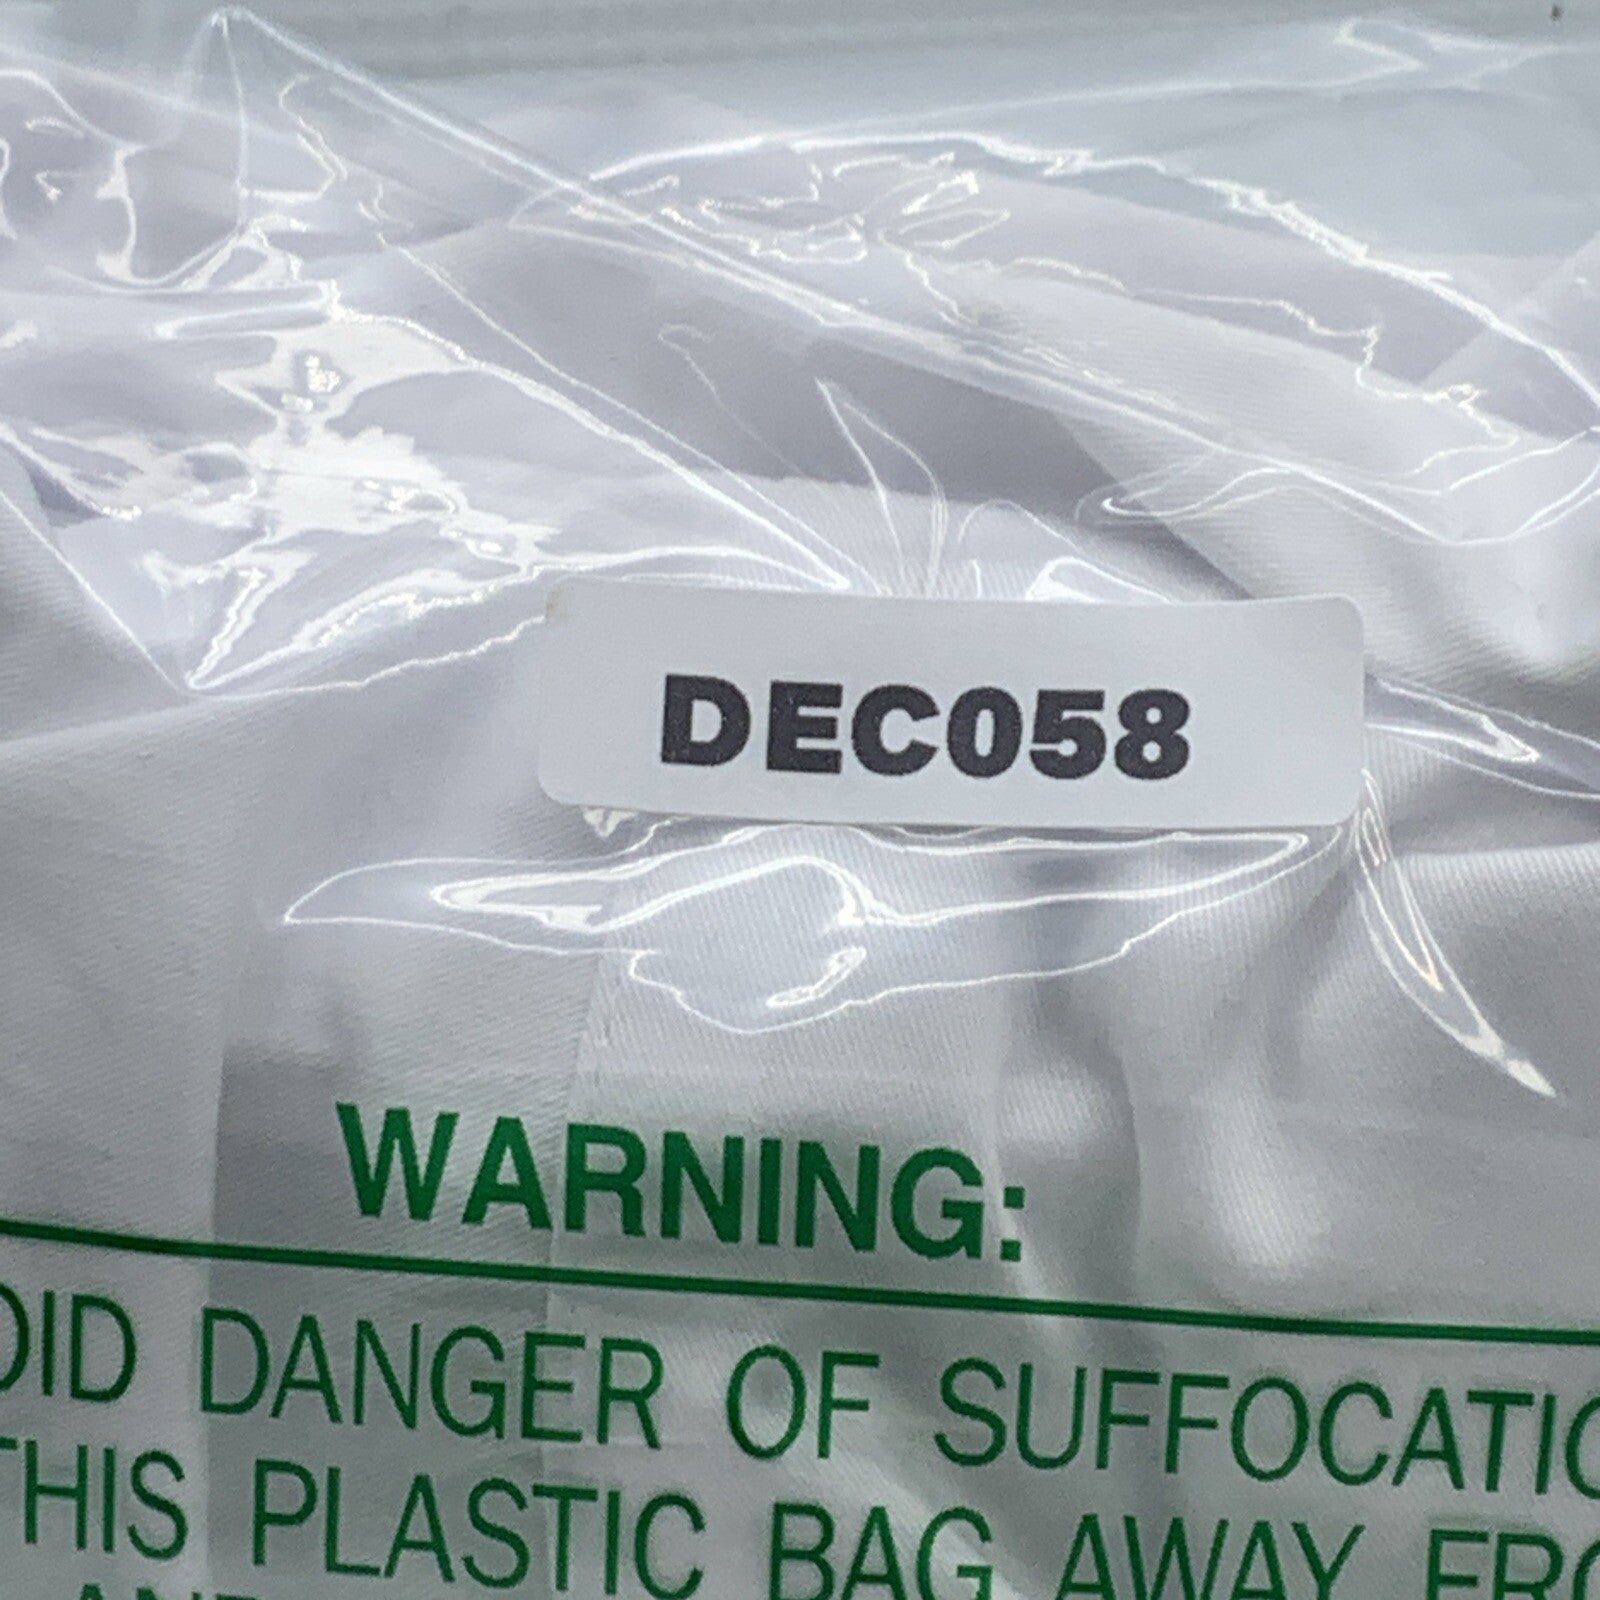 DEC058
WARNING:
OID DANGER OF SUFFOCATIO
THIS PLASTIC BAG AWAY FRO